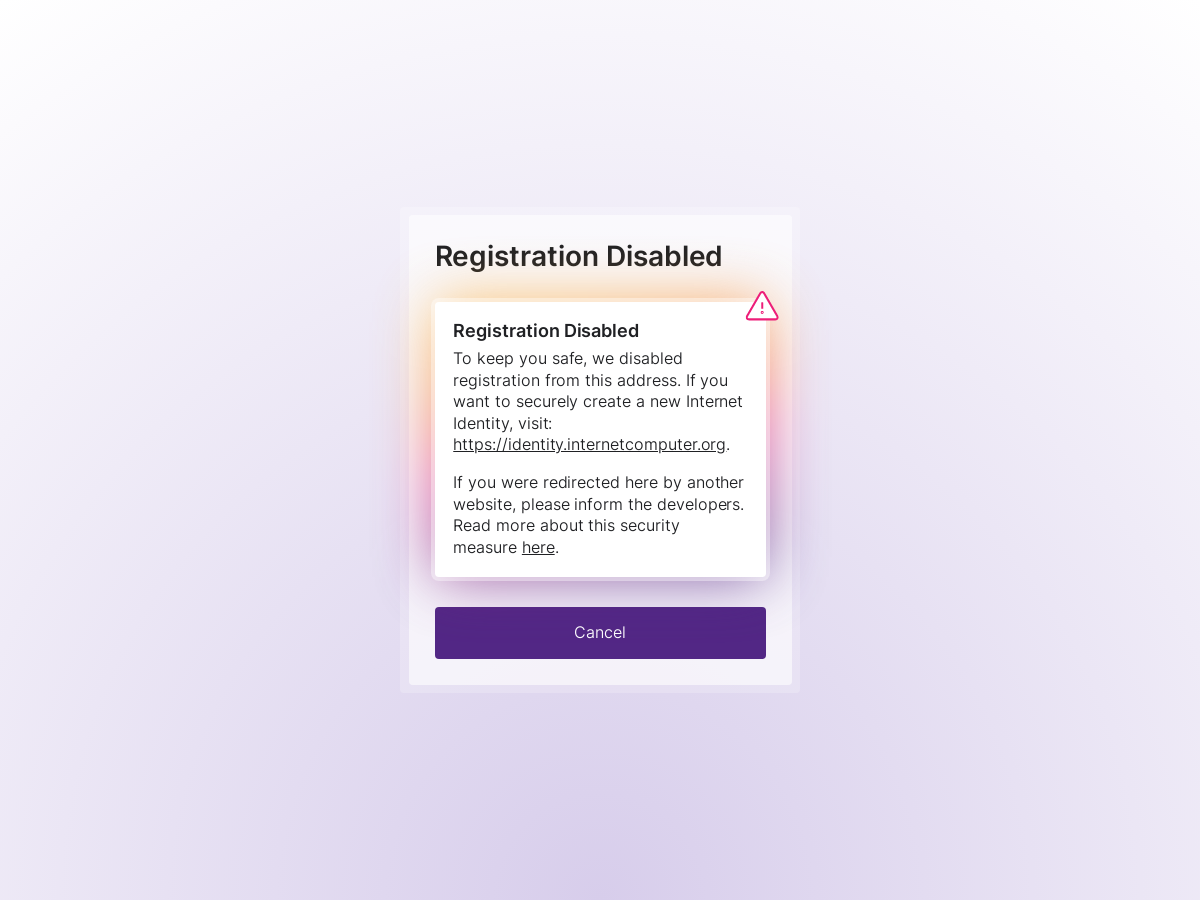 Registration Disabled
Registration Disabled
To keep you safe, we disabled
registration from this address. If you
want to securely create a new Internet
Identity, visit:
https://identity.internetcomputer.org.
If you were redirected here by another
website, please inform the developers.
Read more about this security
measure here.
Cancel